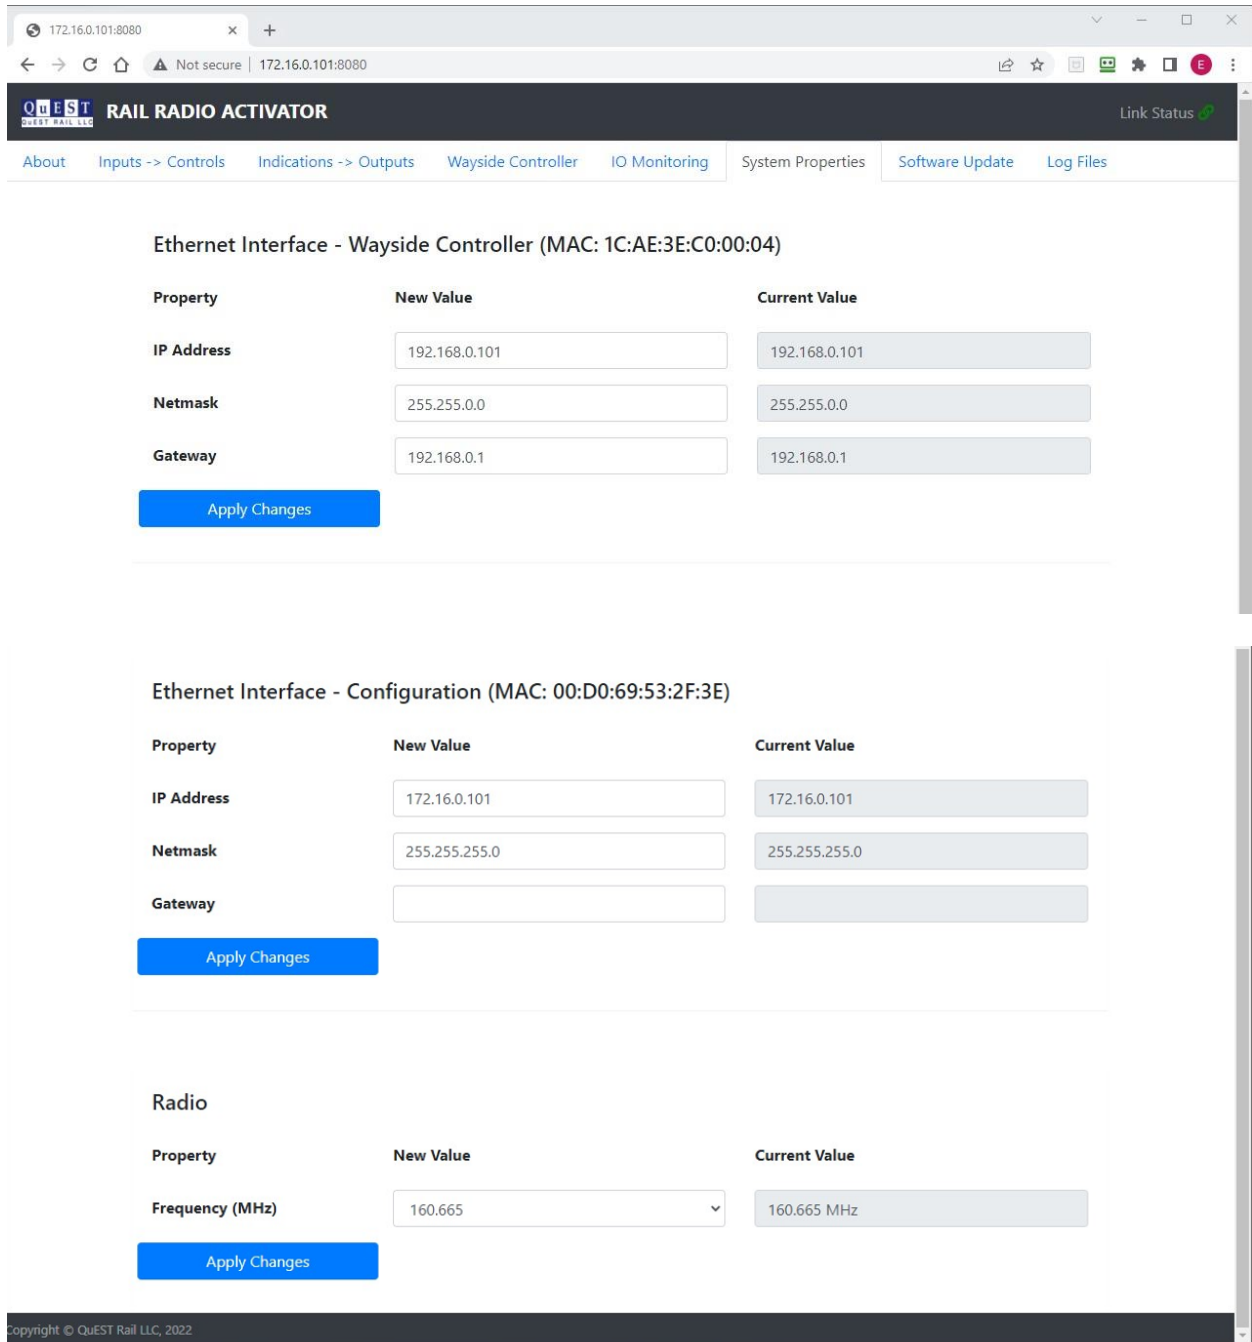 172.16.0.101:8080
Not secure | 172.16.0.101:8080
E
QuEST
QuEST RAIL LLC
RAIL RADIO ACTIVATOR
Link Status
About Inputs -> Controls Indications -> Outputs Wayside Controller IO Monitoring System Properties Software Update Log Files
Ethernet Interface - Wayside Controller (MAC: 1C:AE:3E:C0:00:04)
Property New Value Current Value
IP Address 192.168.0.101 192.168.0.101
Netmask 255.255.0.0 255.255.0.0
Gateway 192.168.0.1 192.168.0.1
Apply Changes
Ethernet Interface - Configuration (MAC: 00:D0:69:53:2F:3E)
Property New Value Current Value
IP Address 172.16.0.101 172.16.0.101
Netmask 255.255.255.0 255.255.255.0
Gateway
Apply Changes
Radio
Property New Value Current Value
Frequency (MHz) 160.665 160.665 MHz
Apply Changes
Copyright © QuEST Rail LLC, 2022